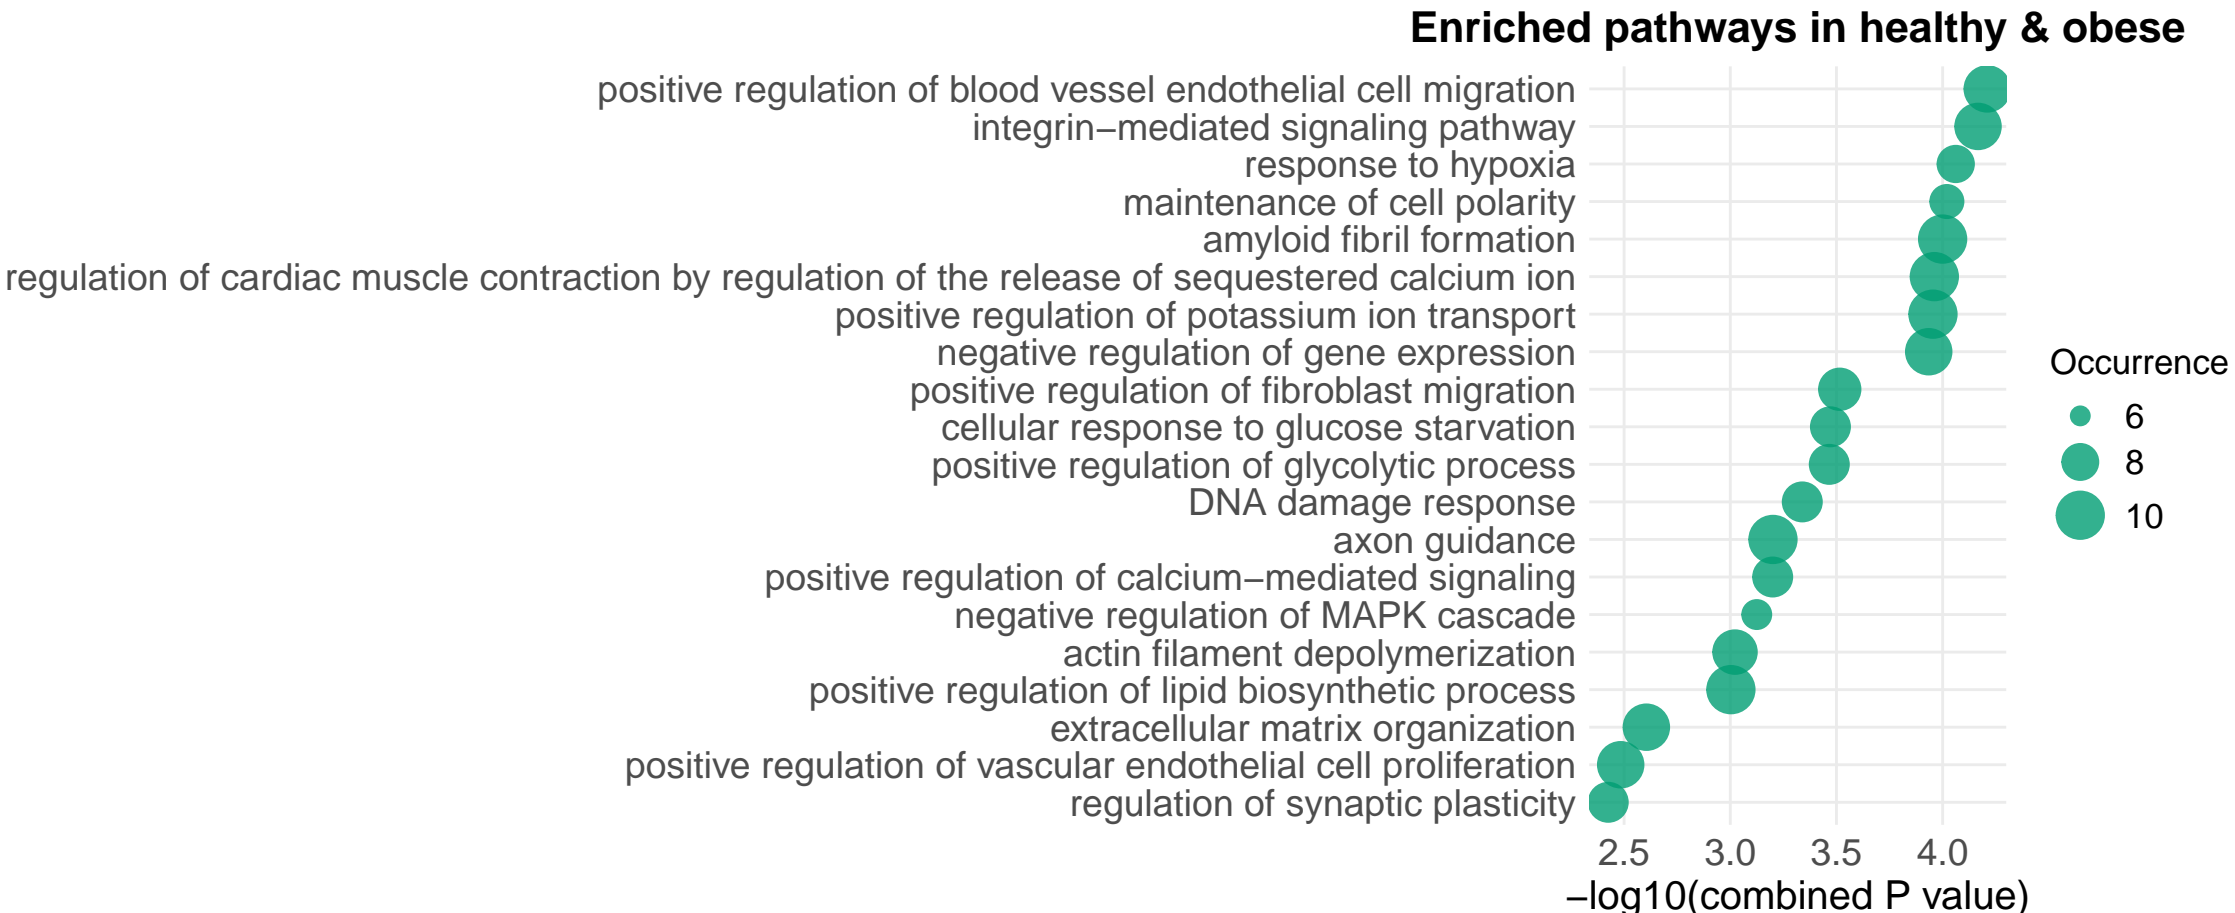 Enriched pathways in healthy & obese
positive regulation of blood vessel endothelial cell migration
integrin−mediated signaling pathway
response to hypoxia
maintenance of cell polarity
amyloid fibril formation
regulation of cardiac muscle contraction by regulation of the release of sequestered calcium ion
positive regulation of potassium ion transport
negative regulation of gene expression
positive regulation of fibroblast migration
cellular response to glucose starvation
positive regulation of glycolytic process
DNA damage response
axon guidance
positive regulation of calcium−mediated signaling
negative regulation of MAPK cascade
actin filament depolymerization
positive regulation of lipid biosynthetic process
extracellular matrix organization
positive regulation of vascular endothelial cell proliferation
regulation of synaptic plasticity
2.5 3.0 3.5 4.0
−log10(combined P value)
Occurrence
6
8
10